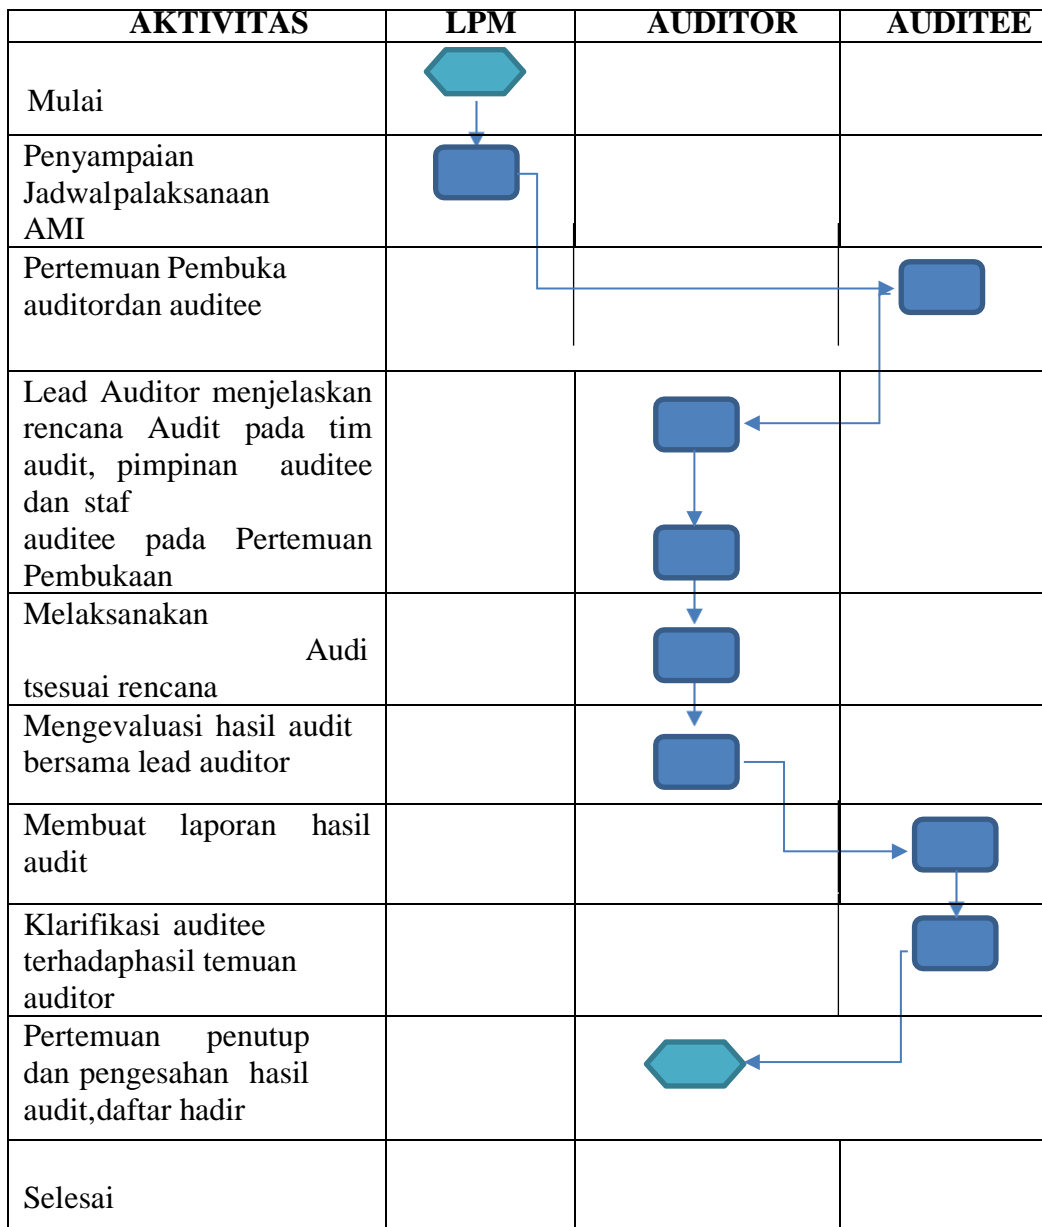 AKTIVITAS LPM AUDITOR AUDITEE
Mulai
Penyampaian
Jadwalpalaksanaan
AMI
Pertemuan Pembuka
auditordan auditee
Lead Auditor menjelaskan
rencana Audit pada tim
audit, pimpinan auditee
dan staf
auditee pada Pertemuan
Pembukaan
Melaksanakan
Audi
tsesuai rencana
Mengevaluasi hasil audit
bersama lead auditor
Membuat laporan hasil
audit
Klarifikasi auditee
terhadaphasil temuan
auditor
Pertemuan penutup
dan pengesahan hasil
audit,daftar hadir
Selesai